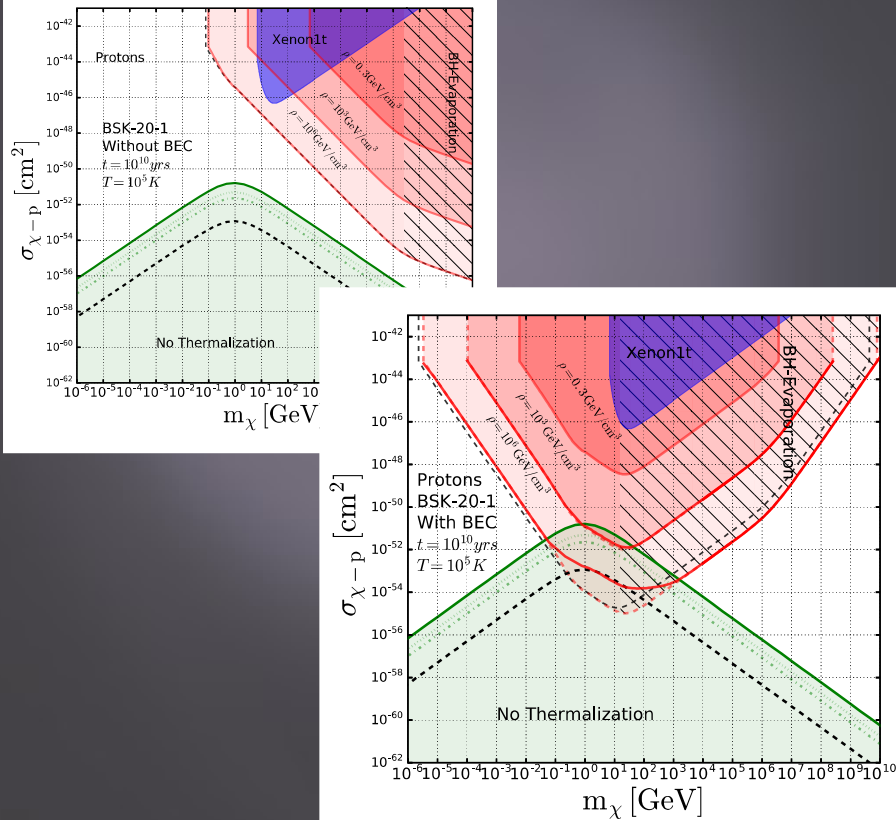 10⁻⁴²
10⁻⁴⁴
10⁻⁴⁶
10⁻⁴⁸
10⁻⁵⁰
10⁻⁵²
10⁻⁵⁴
10⁻⁵⁶
10⁻⁵⁸
10⁻⁶⁰
10⁻⁶²
σχ−p [cm²]
Protons
Xenon1t
BH-Evaporation
ρ=0.3GeV/cm³
ρ=10³GeV/cm³
ρ=10⁶GeV/cm³
BSK-20-1
Without BEC
t=10¹⁰yrs
T=10⁵K
No Thermalization
10⁻⁶ 10⁻⁵ 10⁻⁴ 10⁻³ 10⁻² 10⁻¹ 10⁰ 10¹ 10² 10
mχ [GeV
10⁻⁴²
10⁻⁴⁴
10⁻⁴⁶
10⁻⁴⁸
10⁻⁵⁰
10⁻⁵²
10⁻⁵⁴
10⁻⁵⁶
10⁻⁵⁸
10⁻⁶⁰
10⁻⁶²
σχ−p [cm²]
Xenon1t
BH-Evaporation
ρ=0.3GeV/cm³
ρ=10³GeV/cm³
ρ=10⁶GeV/cm³
Protons
BSK-20-1
With BEC
t=10¹⁰yrs
T=10⁵K
No Thermalization
10⁻⁶ 10⁻⁵ 10⁻⁴ 10⁻³ 10⁻² 10⁻¹ 10⁰ 10¹ 10² 10³ 10⁴ 10⁵ 10⁶ 10⁷ 10⁸ 10⁹ 10¹⁰
mχ [GeV]